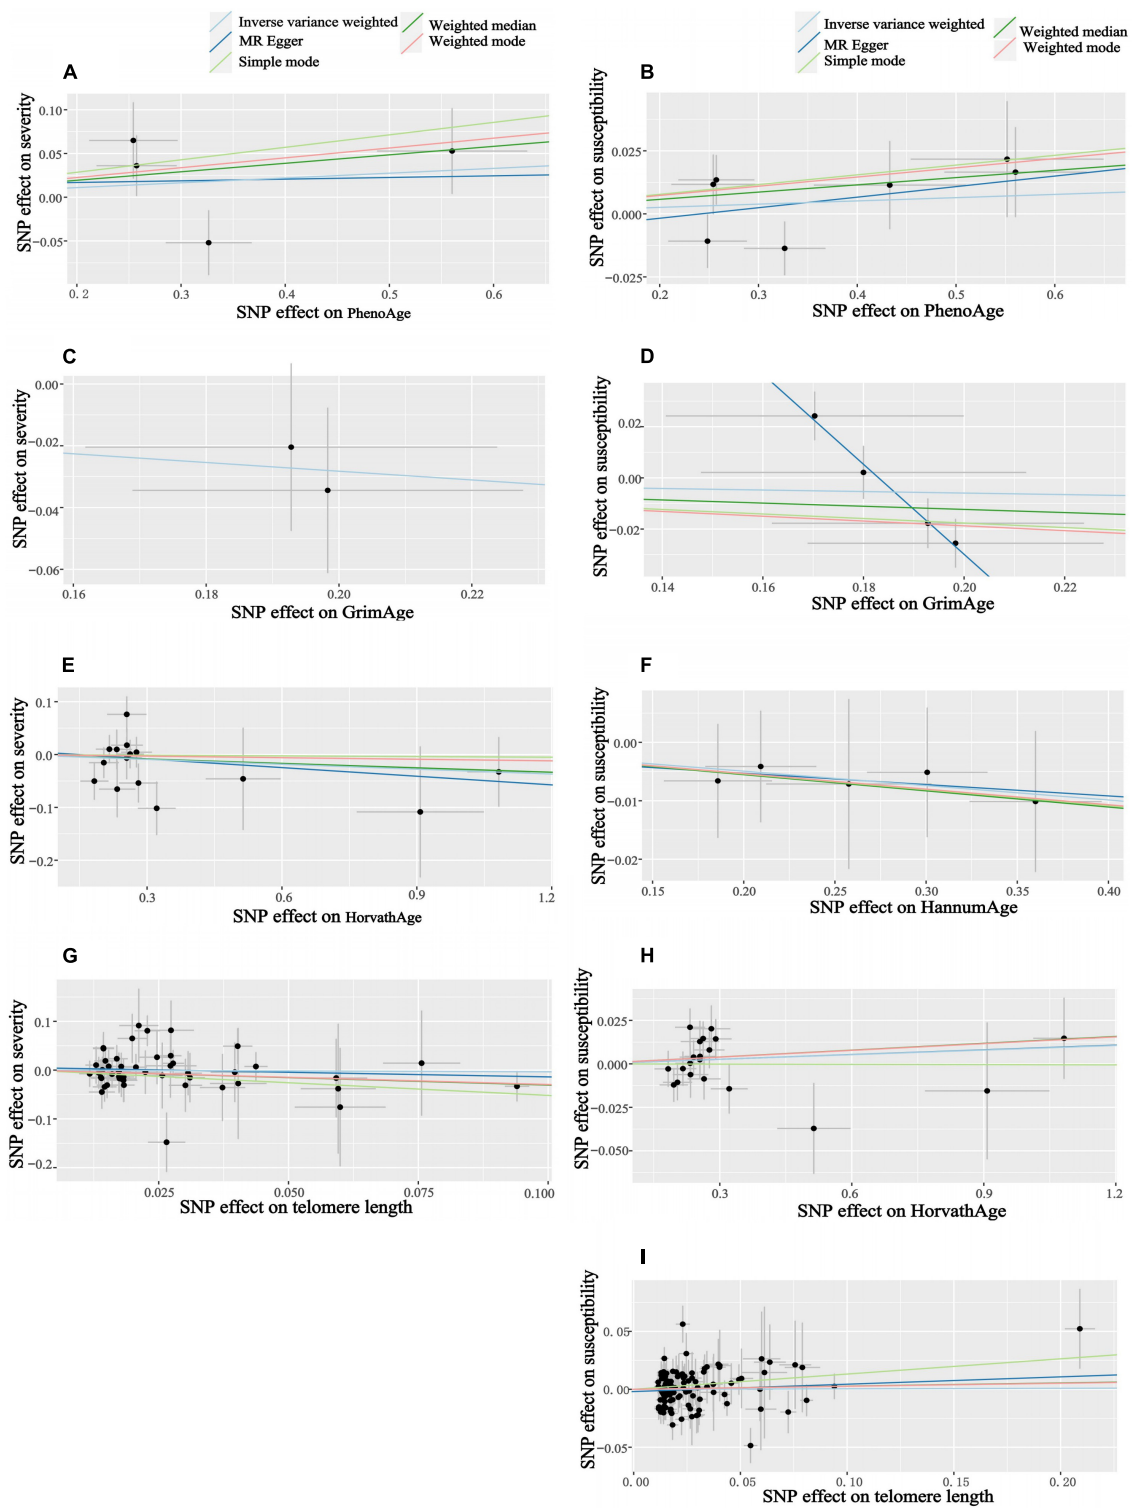 Inverse variance weighted
Weighted median
MR Egger
Weighted mode
Simple mode
Inverse variance weighted
Weighted median
MR Egger
Weighted mode
Simple mode
A
SNP effect on severity
0.10
0.05
0.00
−0.05
0.2 0.3 0.4 0.5 0.6
SNP effect on PhenoAge
B
SNP effect on susceptibility
0.025
0.000
−0.025
0.2 0.3 0.4 0.5 0.6
SNP effect on PhenoAge
C
SNP effect on severity
0.00
−0.02
−0.04
−0.06
0.16 0.18 0.20 0.22
SNP effect on GrimAge
D
SNP effect on susceptibility
0.02
0.00
−0.02
0.14 0.16 0.18 0.20 0.22
SNP effect on GrimAge
E
SNP effect on severity
0.1
0.0
−0.1
−0.2
0.3 0.6 0.9 1.2
SNP effect on HorvathAge
F
SNP effect on susceptibility
0.00
−0.01
−0.02
0.15 0.20 0.25 0.30 0.35 0.40
SNP effect on HannumAge
G
SNP effect on severity
0.1
0.0
−0.1
−0.2
0.025 0.050 0.075 0.100
SNP effect on telomere length
H
SNP effect on susceptibility
0.025
0.000
−0.025
−0.050
0.3 0.6 0.9 1.2
SNP effect on HorvathAge
I
SNP effect on susceptibility
0.05
0.00
−0.05
0.00 0.05 0.10 0.15 0.20
SNP effect on telomere length